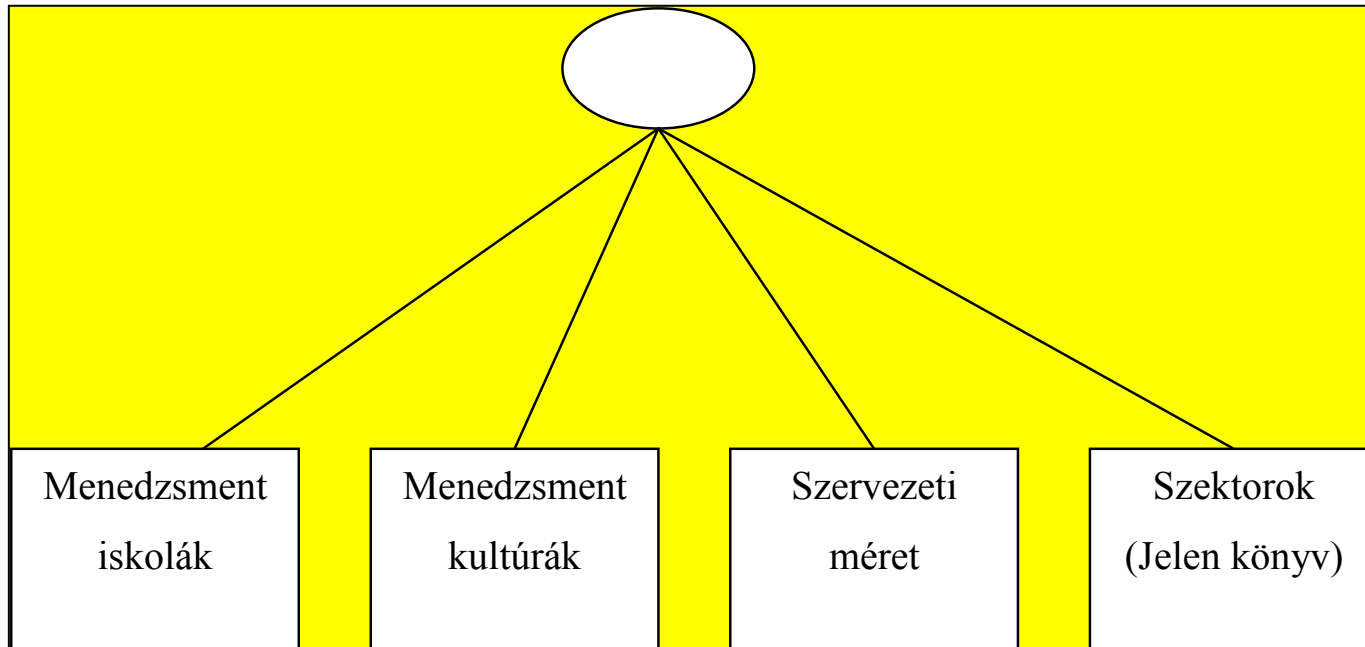 Menedzsment
iskolák
Menedzsment
kultúrák
Szervezeti
méret
Szektorok
(Jelen könyv)